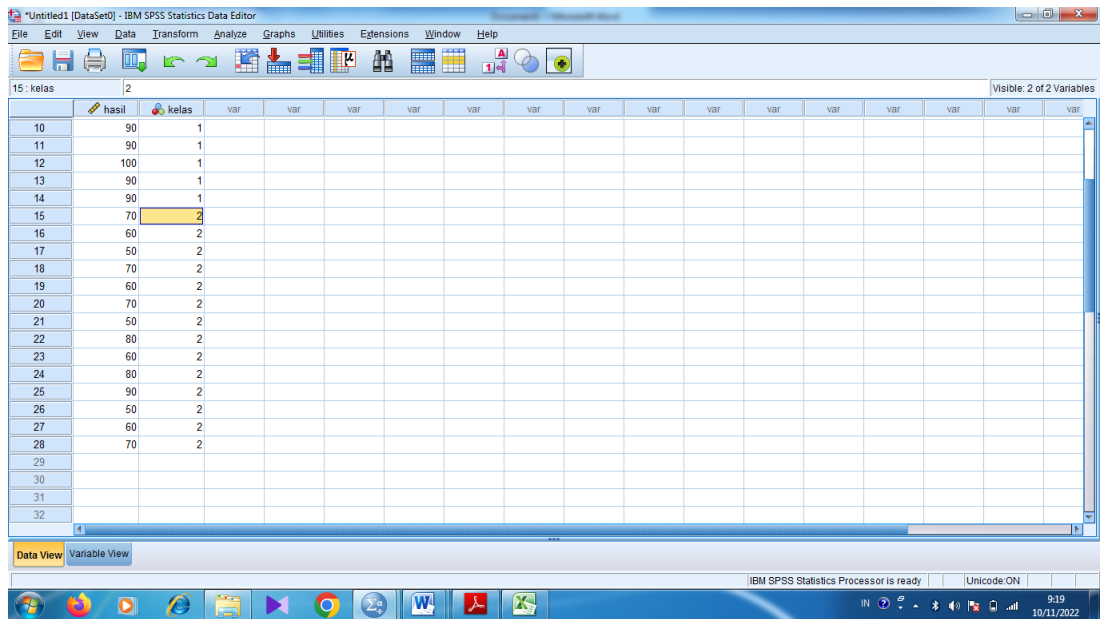 *Untitled1 [DataSet0] - IBM SPSS Statistics Data Editor
File Edit View Data Transform Analyze Graphs Utilities Extensions Window Help
15 : kelas 2 Visible: 2 of 2 Variables
hasil kelas var var var var var var var var var var var var var var var
10 90 1
11 90 1
12 100 1
13 90 1
14 90 1
15 70 2
16 60 2
17 50 2
18 70 2
19 60 2
20 70 2
21 50 2
22 80 2
23 60 2
24 80 2
25 90 2
26 50 2
27 60 2
28 70 2
29
30
31
32
Data View Variable View
IBM SPSS Statistics Processor is ready Unicode:ON
IN 9:19
10/11/2022